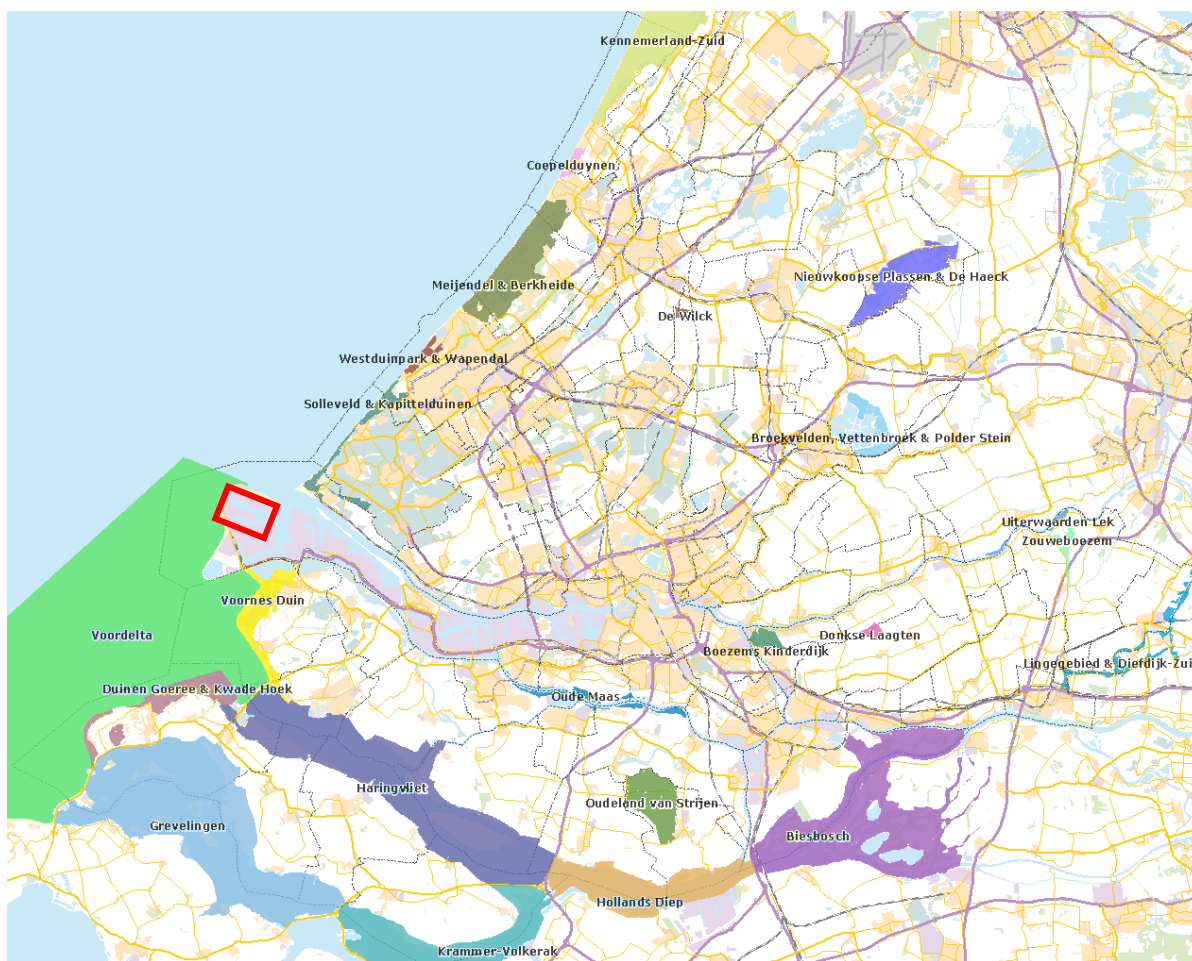 Kennemerland-Zuid
Coepelduynen
Meijendel & Berkheide
Nieuwkoopse Plassen & De Haeck
De Wilck
Westduinpark & Wapendal
Solleveld & Kapittelduinen
Broekvelden, Vettenbroek & Polder Stein
Uiterwaarden Lek
Zouweboezem
Voornes Duin
Voordelta
Donkse Laagten
Boezems Kinderdijk
Lingegebied & Diefdijk-Zui
Duinen Goeree & Kwade Hoek
Oude Maas
Haringvliet
Oudeland van Strijen
Grevelingen
Biesbosch
Hollands Diep
Krammer-Volkerak